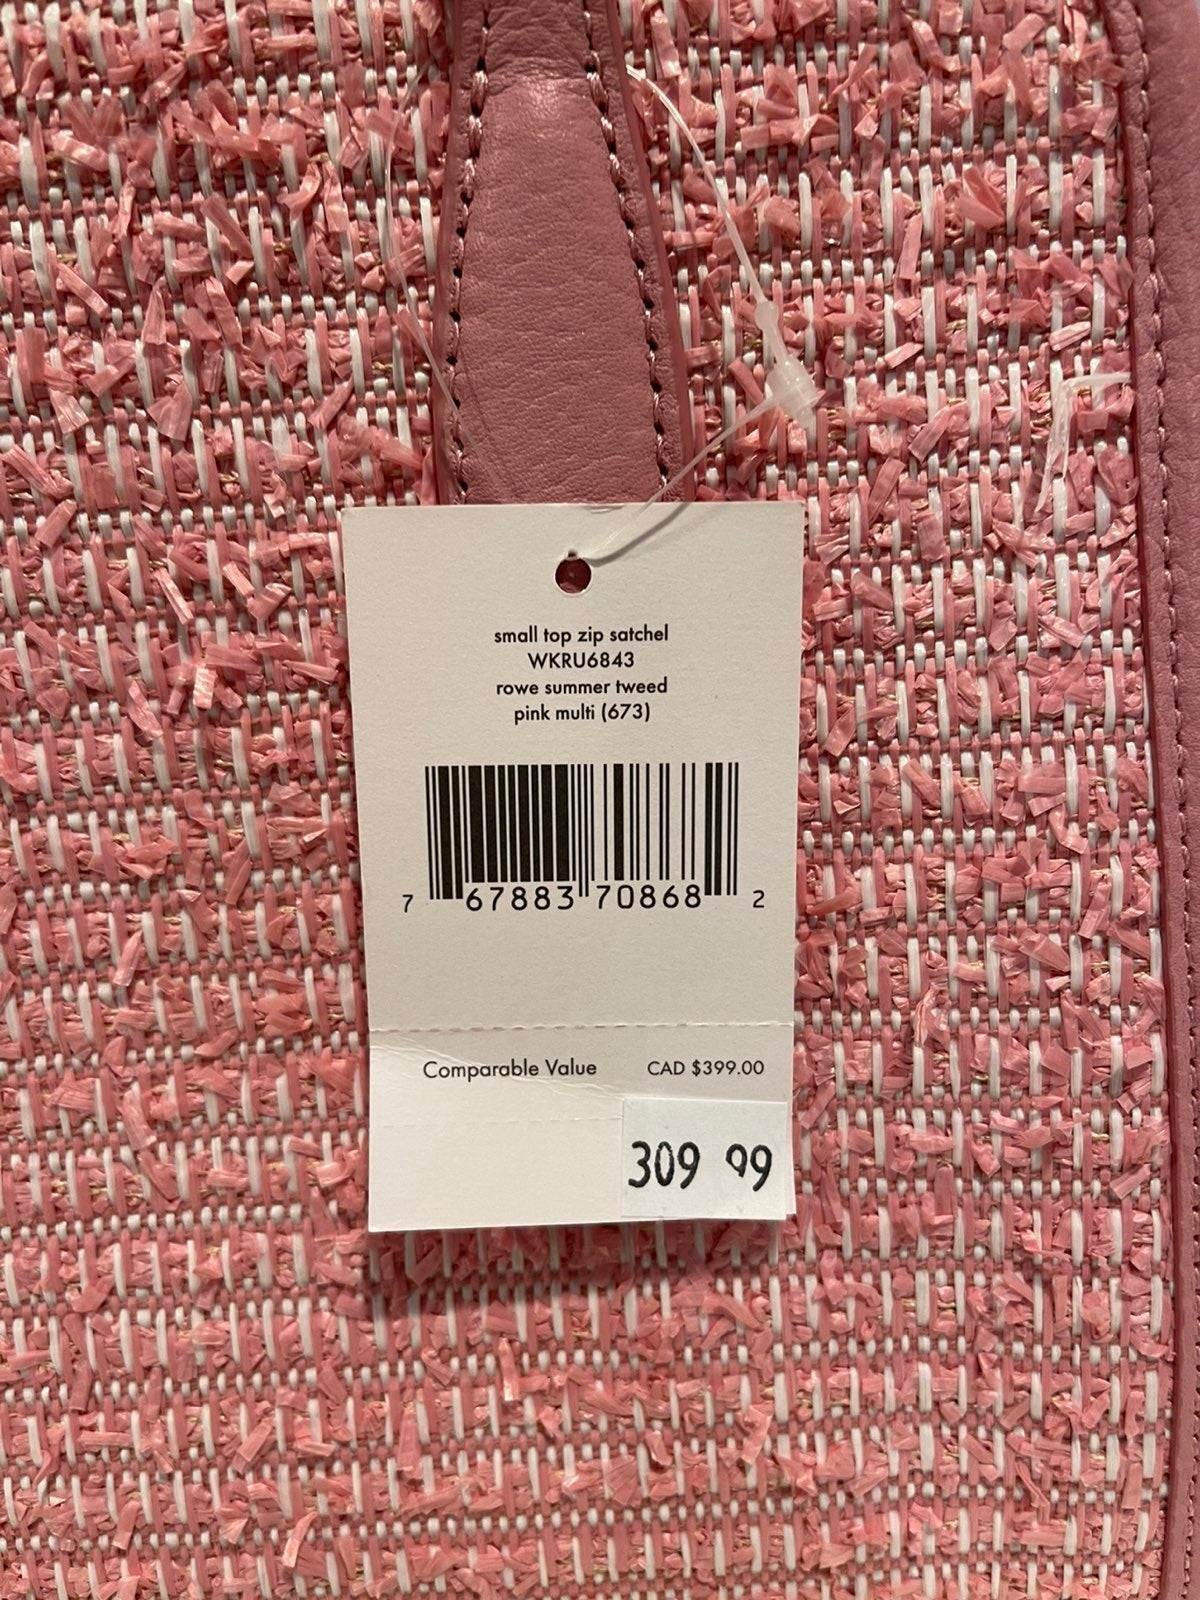 small top zip satchel
WKRU6843
rowe summer tweed
pink multi (673)
7 67883 70868 2
Comparable Value CAD $399.00
309 99